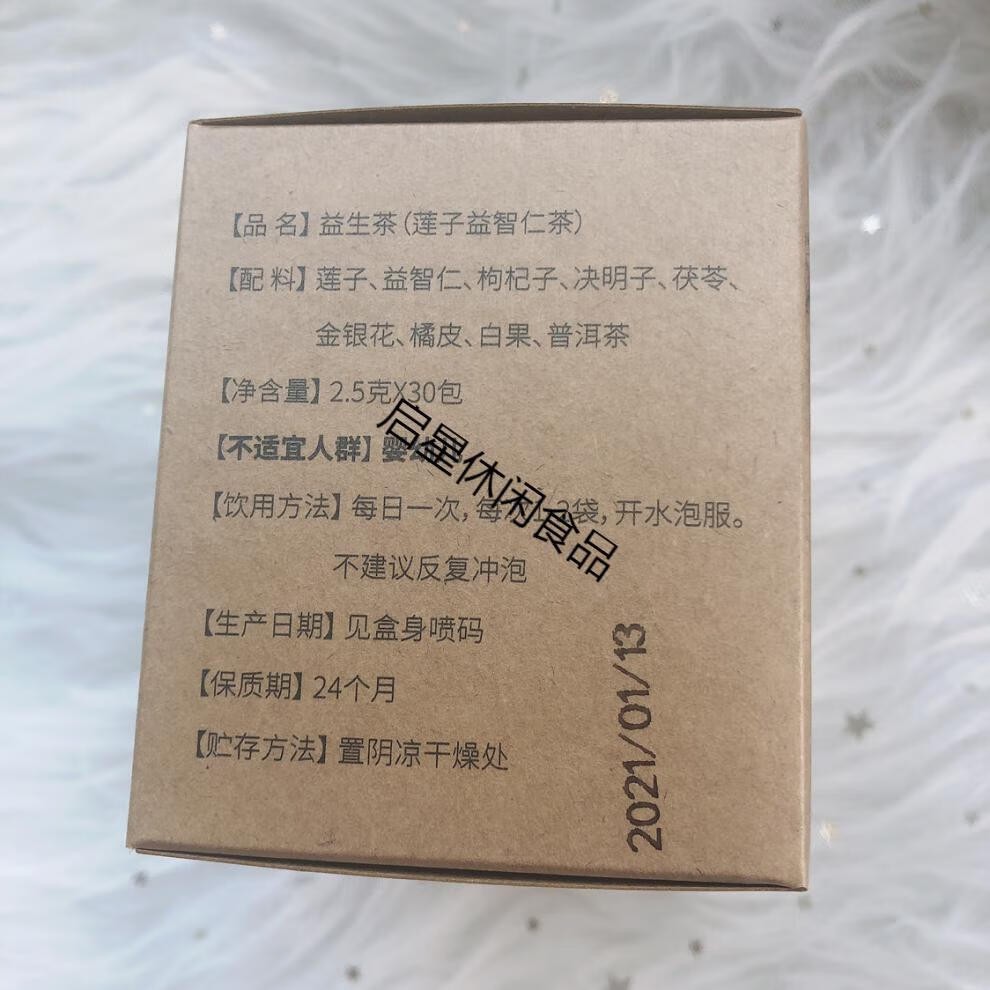 【品 名】益生茶(莲子益智仁茶)
【配 料】莲子、益智仁、枸杞子、决明子、茯苓、
金银花、橘皮、白果、普洱茶
【净含量】2.5克X30包
【不适宜人群】婴幼
【饮用方法】每日一次,每 2袋,开水泡服。
不建议反复冲泡
【生产日期】见盒身喷码
【保质期】24个月
【贮存方法】置阴凉干燥处
2021/01/13
启星休闲食品